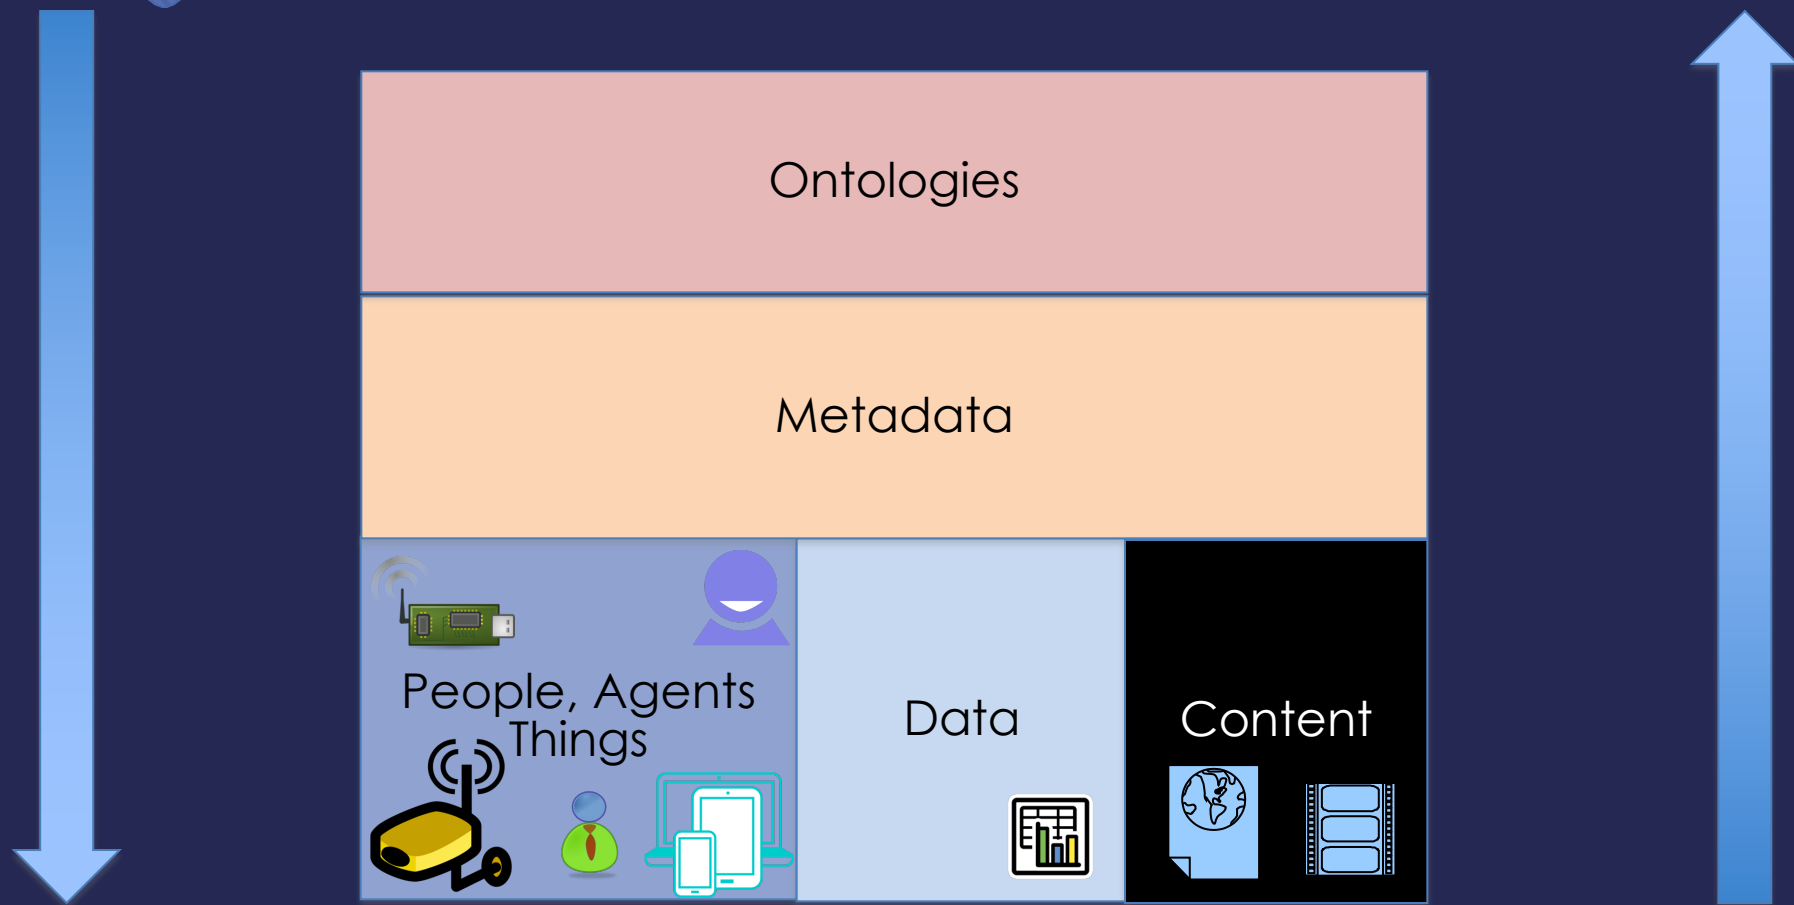 Ontologies
Metadata
People, Agents
Things
Data
Content